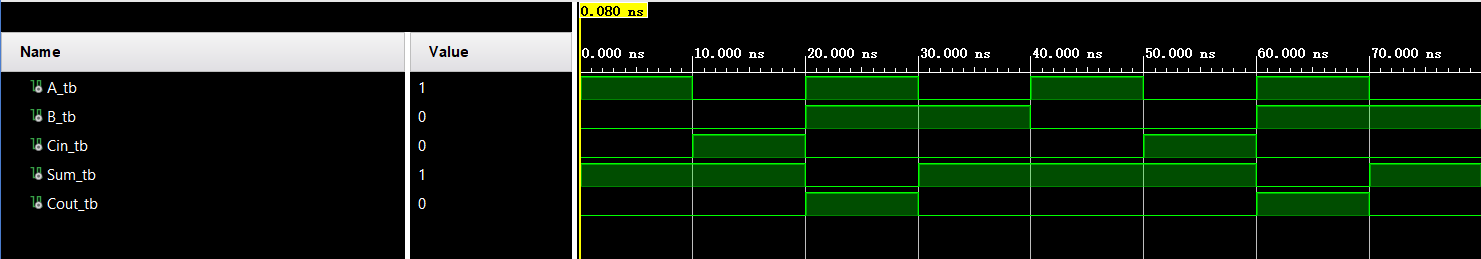 0.080 ns
Name Value 0.000 ns 10.000 ns 20.000 ns 30.000 ns 40.000 ns 50.000 ns 60.000 ns 70.000 ns
A_tb 1
B_tb 0
Cin_tb 0
Sum_tb 1
Cout_tb 0